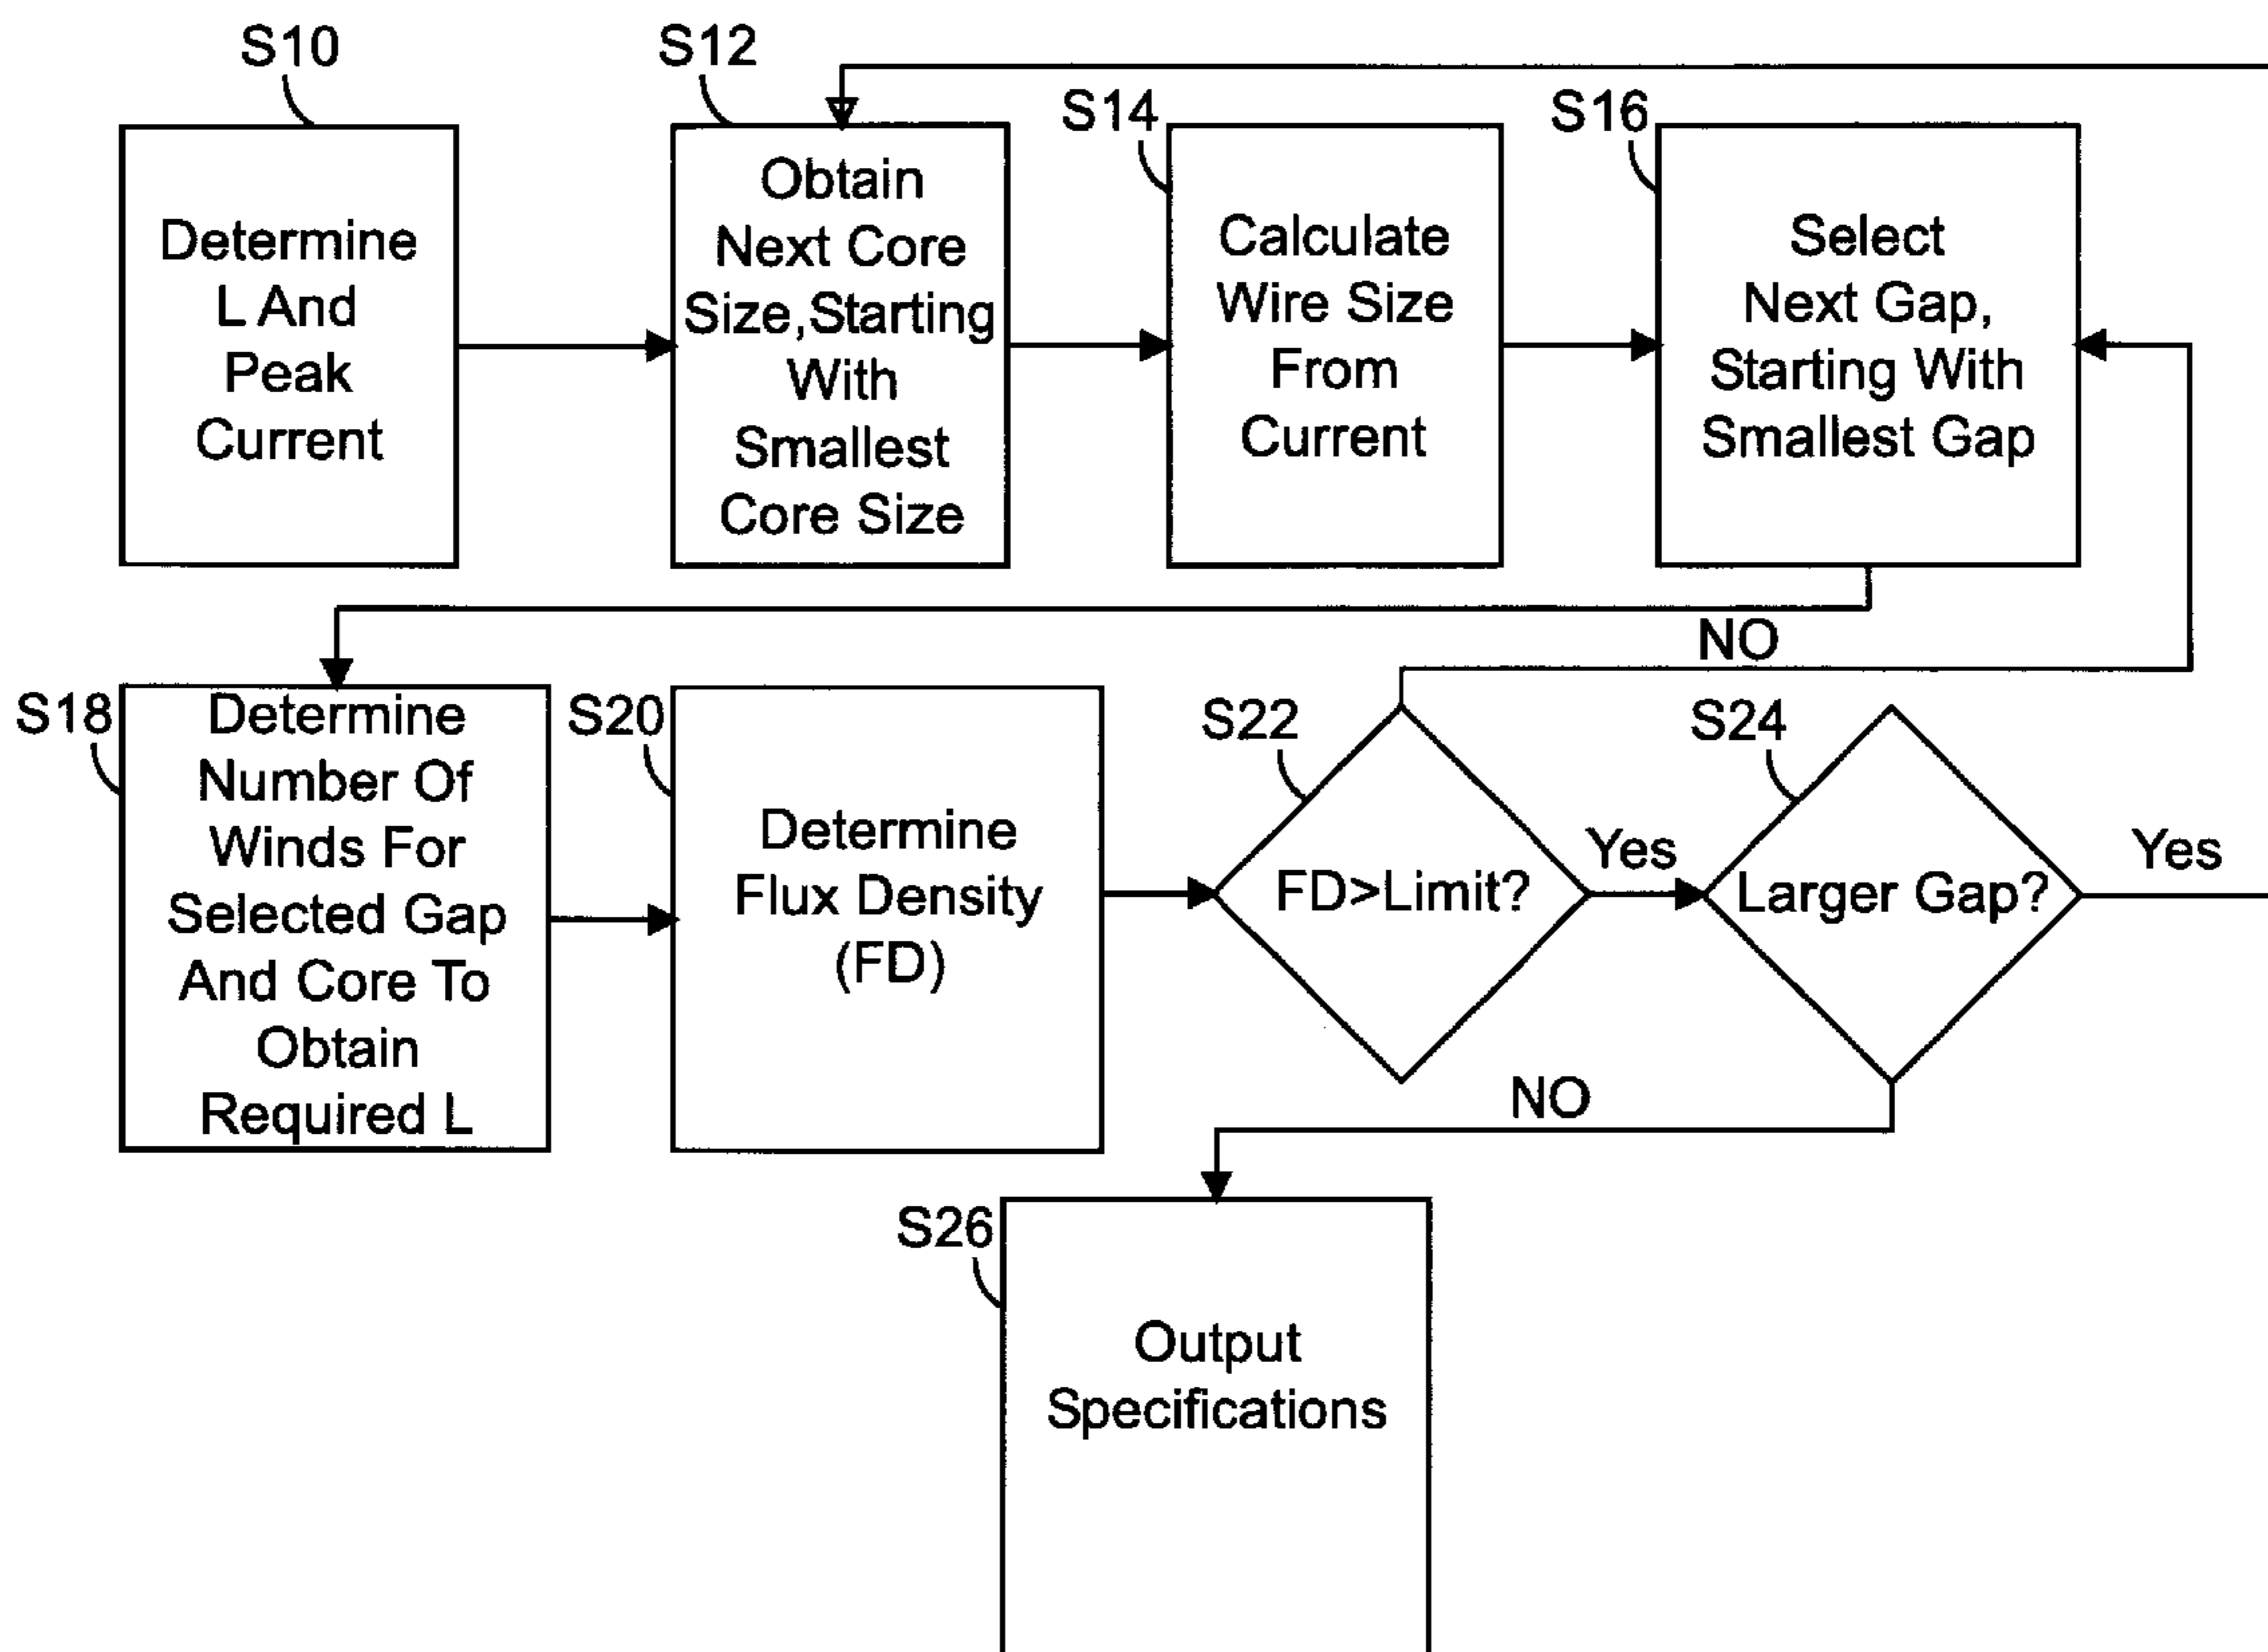 S10
Determine
L And
Peak
Current
S12
Obtain
Next Core
Size,Starting
With
Smallest
Core Size
S14
Calculate
Wire Size
From
Current
S16
Select
Next Gap,
Starting With
Smallest Gap
S18
Determine
Number Of
Winds For
Selected Gap
And Core To
Obtain
Required L
S20
Determine
Flux Density
(FD)
S22
FD>Limit?
NO
Yes
S24
Larger Gap?
Yes
NO
S26
Output
Specifications